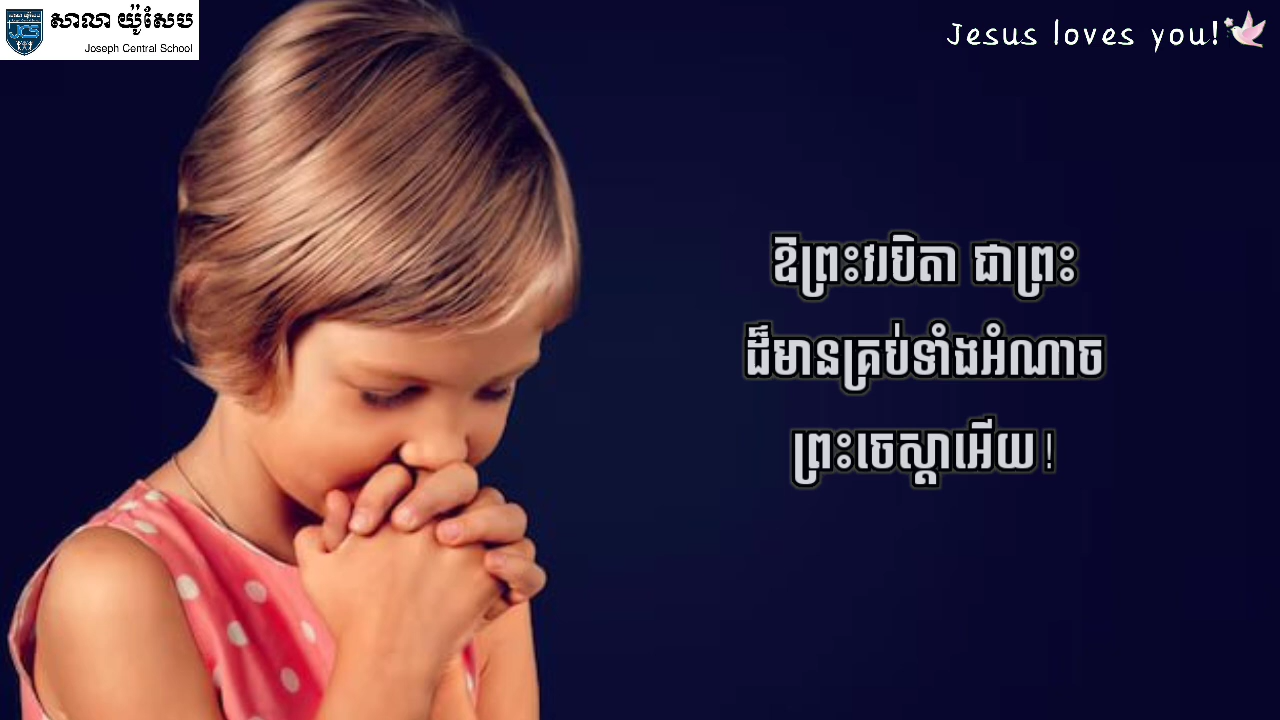 សាលា យ៉ូសែប
Joseph Central School
Jesus loves you!
ឱព្រះវរបិតា ជាព្រះ
ដ៏មានគ្រប់ទាំងអំណាច
ព្រះចេស្តាអើយ!